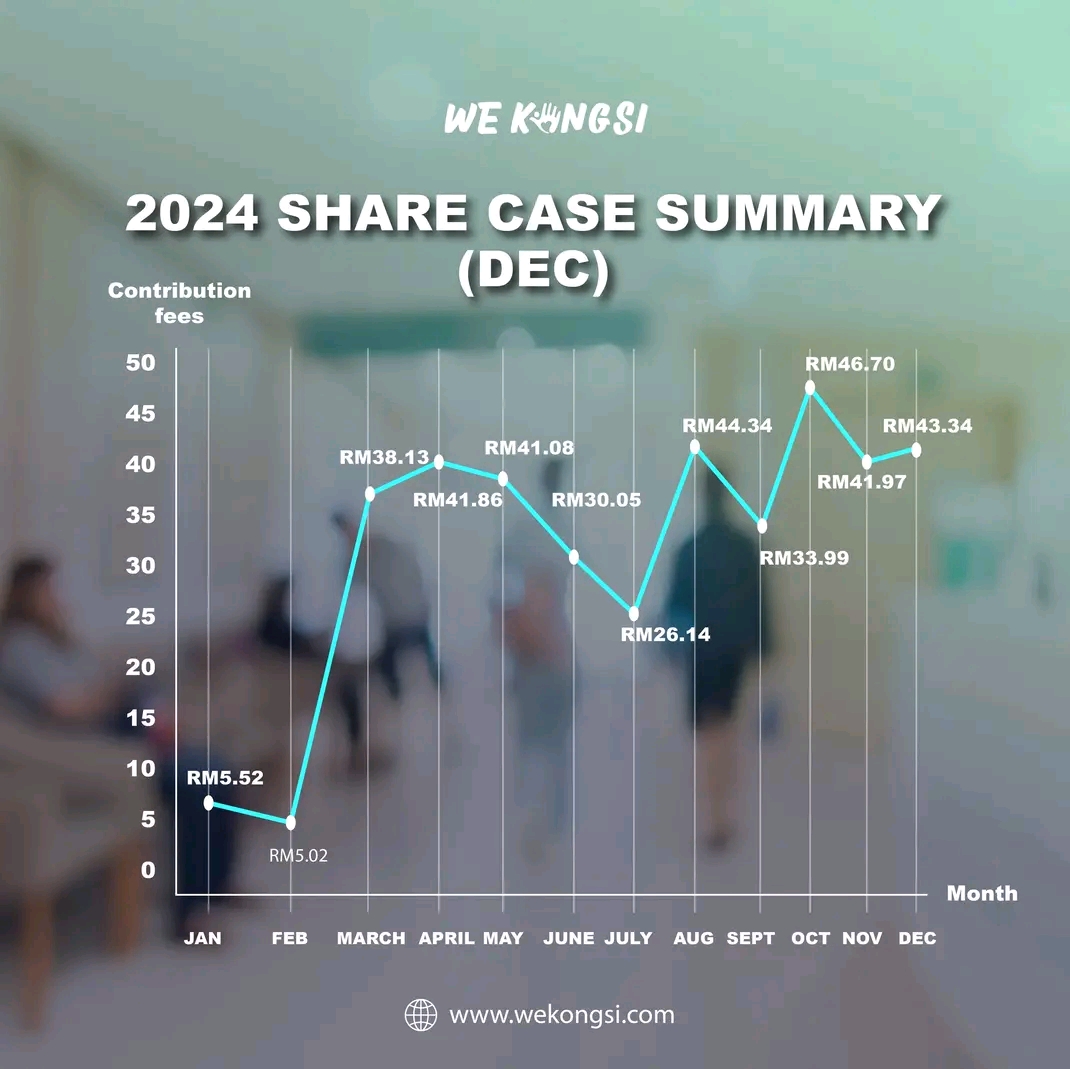 WE KONGSI
2024 SHARE CASE SUMMARY
(DEC)
Contribution
fees
50
45
40
35
30
25
20
15
10
5
0
RM5.52
RM5.02
RM38.13
RM41.86
RM41.08
RM30.05
RM26.14
RM44.34
RM33.99
RM46.70
RM41.97
RM43.34
Month
JAN FEB MARCH APRIL MAY JUNE JULY AUG SEPT OCT NOV DEC
www.wekongsi.com